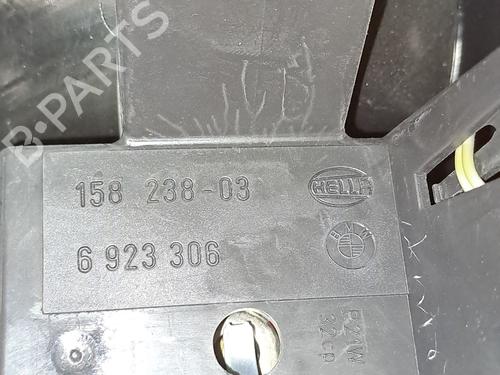 B-PARTS
158 238-03
HELLA
6 923 306
BMW
P21W
32cp